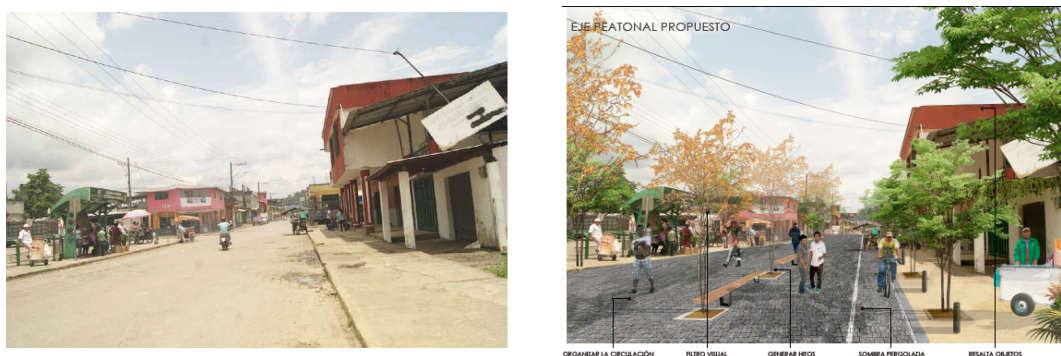 EJE PEATONAL PROPUESTO
ORGANIZAR LA CIRCULACIÓN
FILTRO VISUAL
GENERAR HITOS
SOMBRA PERGOLADA
RESALTA OBJETOS